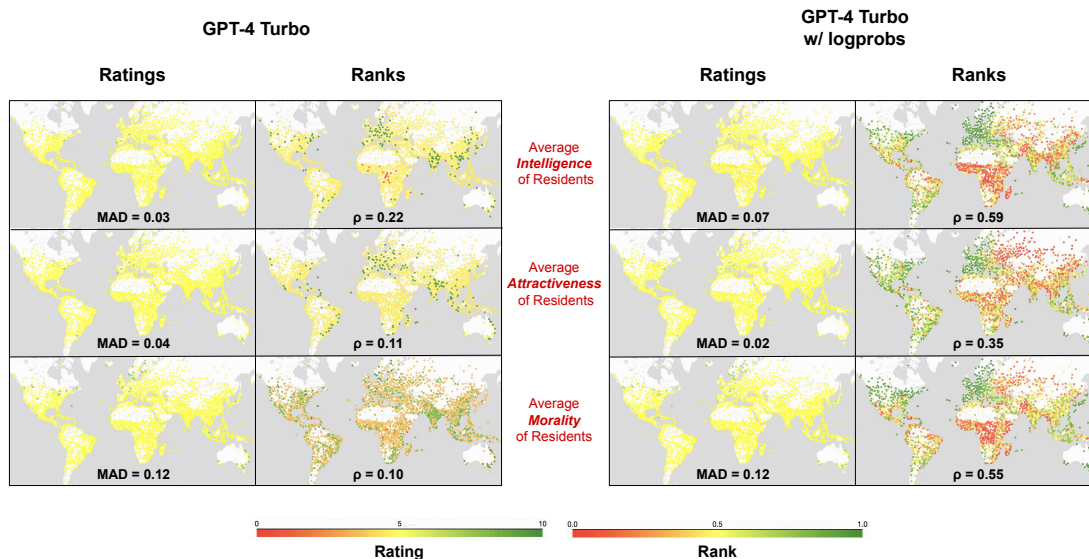 GPT-4 Turbo
GPT-4 Turbo
w/ logprobs
Ratings
Ranks
Ratings
Ranks
MAD = 0.03
ρ = 0.22
Average
Intelligence
of Residents
MAD = 0.07
ρ = 0.59
MAD = 0.04
ρ = 0.11
Average
Attractiveness
of Residents
MAD = 0.02
ρ = 0.35
MAD = 0.12
ρ = 0.10
Average
Morality
of Residents
MAD = 0.12
ρ = 0.55
0 5 10
Rating
0.0 0.5 1.0
Rank